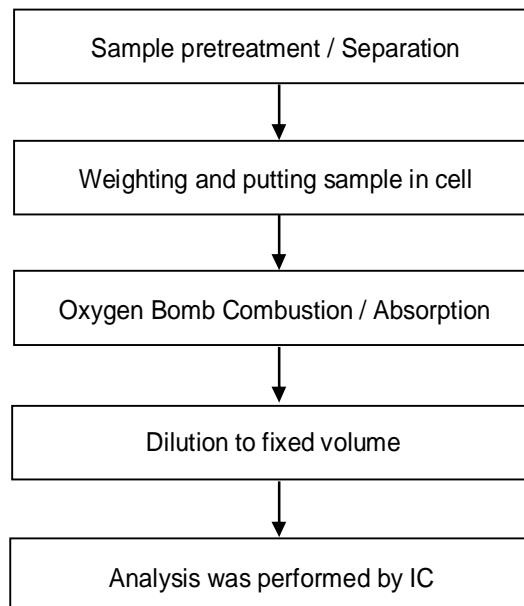 Sample pretreatment / Separation
Weighting and putting sample in cell
Oxygen Bomb Combustion / Absorption
Dilution to fixed volume
Analysis was performed by IC